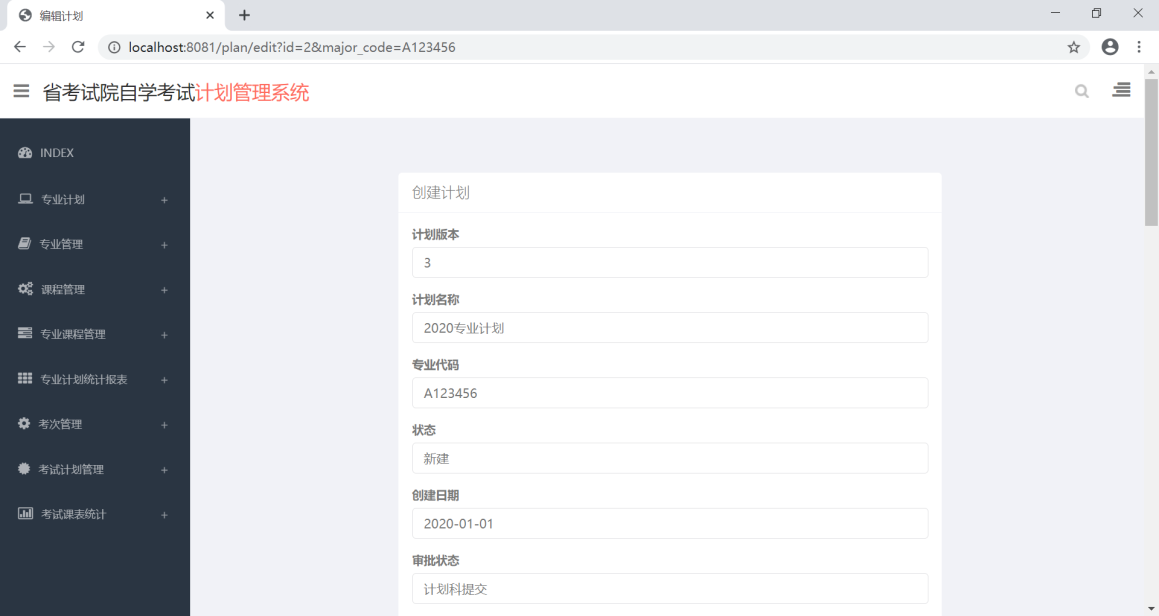 编辑计划
localhost:8081/plan/edit?id=2&major_code=A123456
省考试院自学考试计划管理系统
INDEX
专业计划 +
专业管理 +
课程管理 +
专业课程管理 +
专业计划统计报表 +
考次管理 +
考试计划管理 +
考试课表统计 +
创建计划
计划版本
3
计划名称
2020专业计划
专业代码
A123456
状态
新建
创建日期
2020-01-01
审批状态
计划科提交